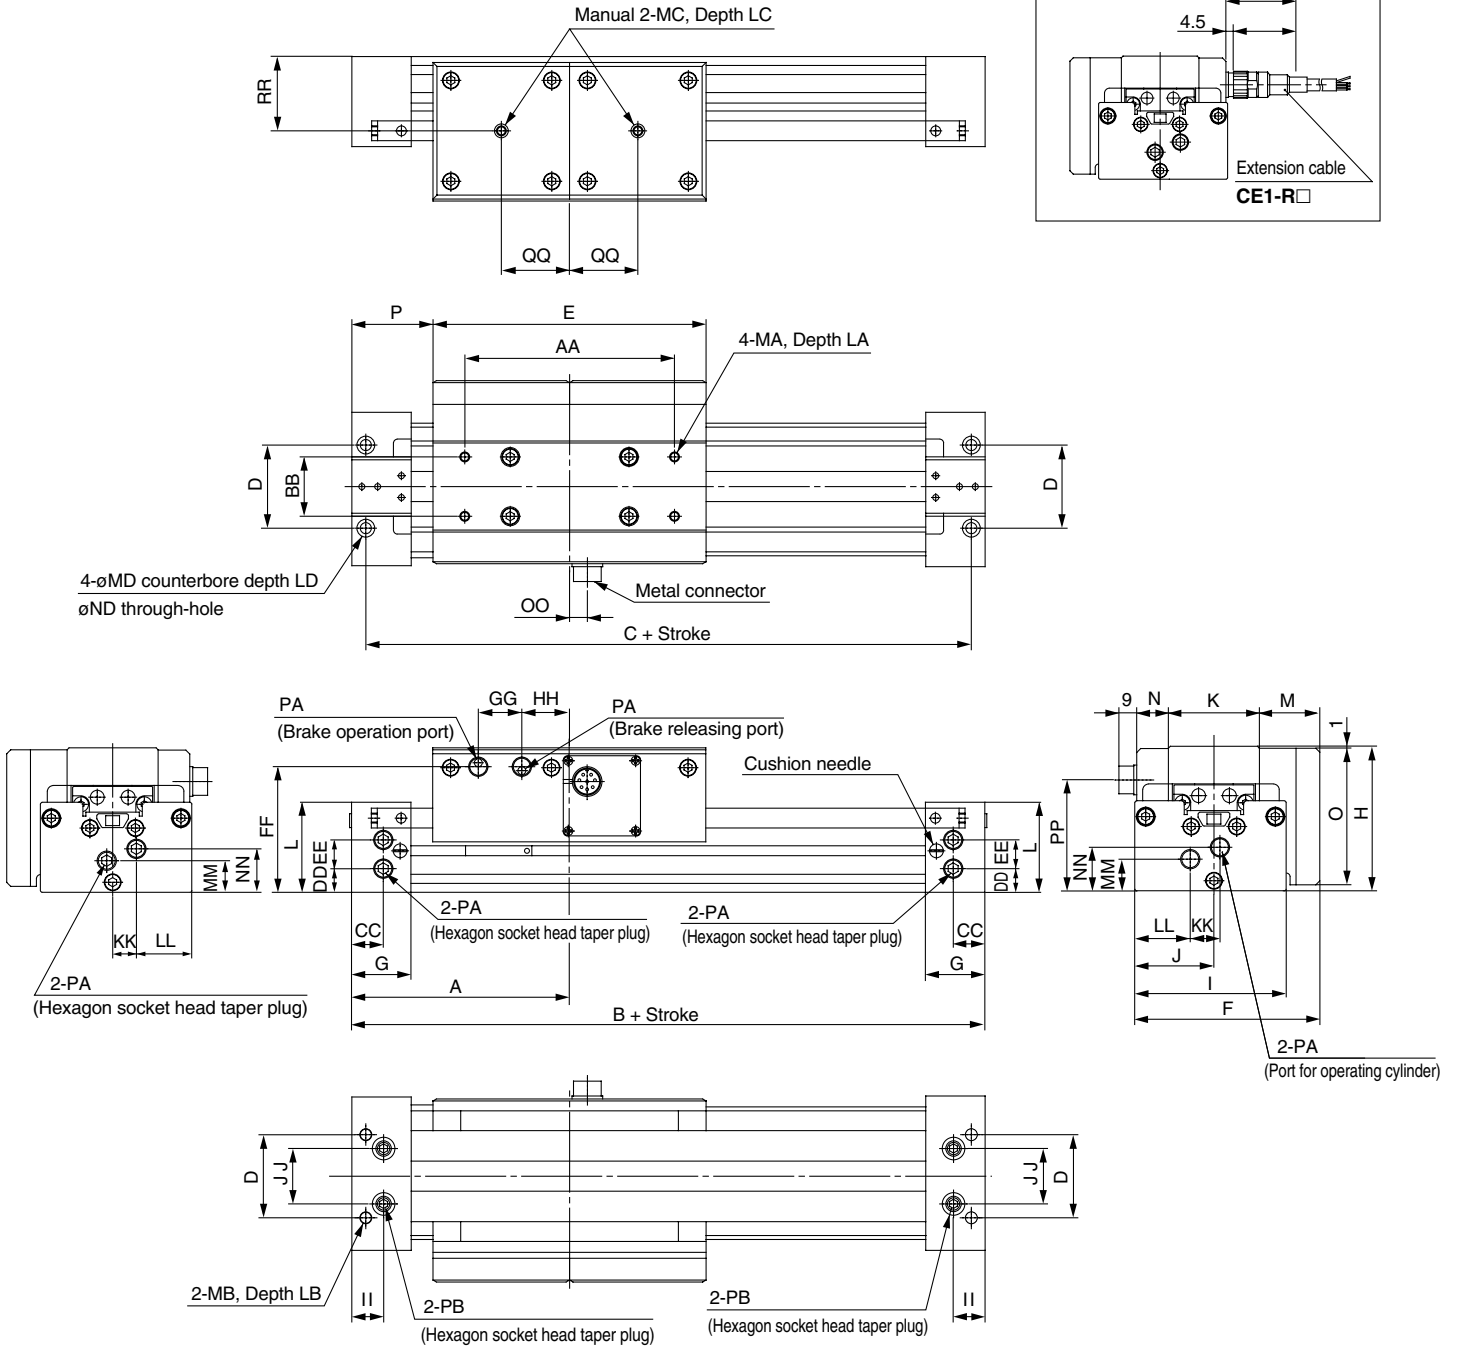 Manual 2-MC, Depth LC
4.5
RR
Extension cable
CE1-R□
QQ
QQ
P
E
AA
4-MA, Depth LA
D
BB
D
4-øMD counterbore depth LD
øND through-hole
Metal connector
OO
C + Stroke
PA
(Brake operation port)
GG
HH
PA
(Brake releasing port)
Cushion needle
9
N
K
M
1
FF
L
EE
DD
L
EE
DD
PP
NN
MM
O
H
NN
MM
KK
LL
2-PA
(Hexagon socket head taper plug)
2-PA
(Hexagon socket head taper plug)
2-PA
(Hexagon socket head taper plug)
CC
G
A
B + Stroke
CC
G
LL
KK
J
I
F
2-PA
(Port for operating cylinder)
D
JJ
JJ
D
2-MB, Depth LB
II
2-PB
(Hexagon socket head taper plug)
2-PB
(Hexagon socket head taper plug)
II